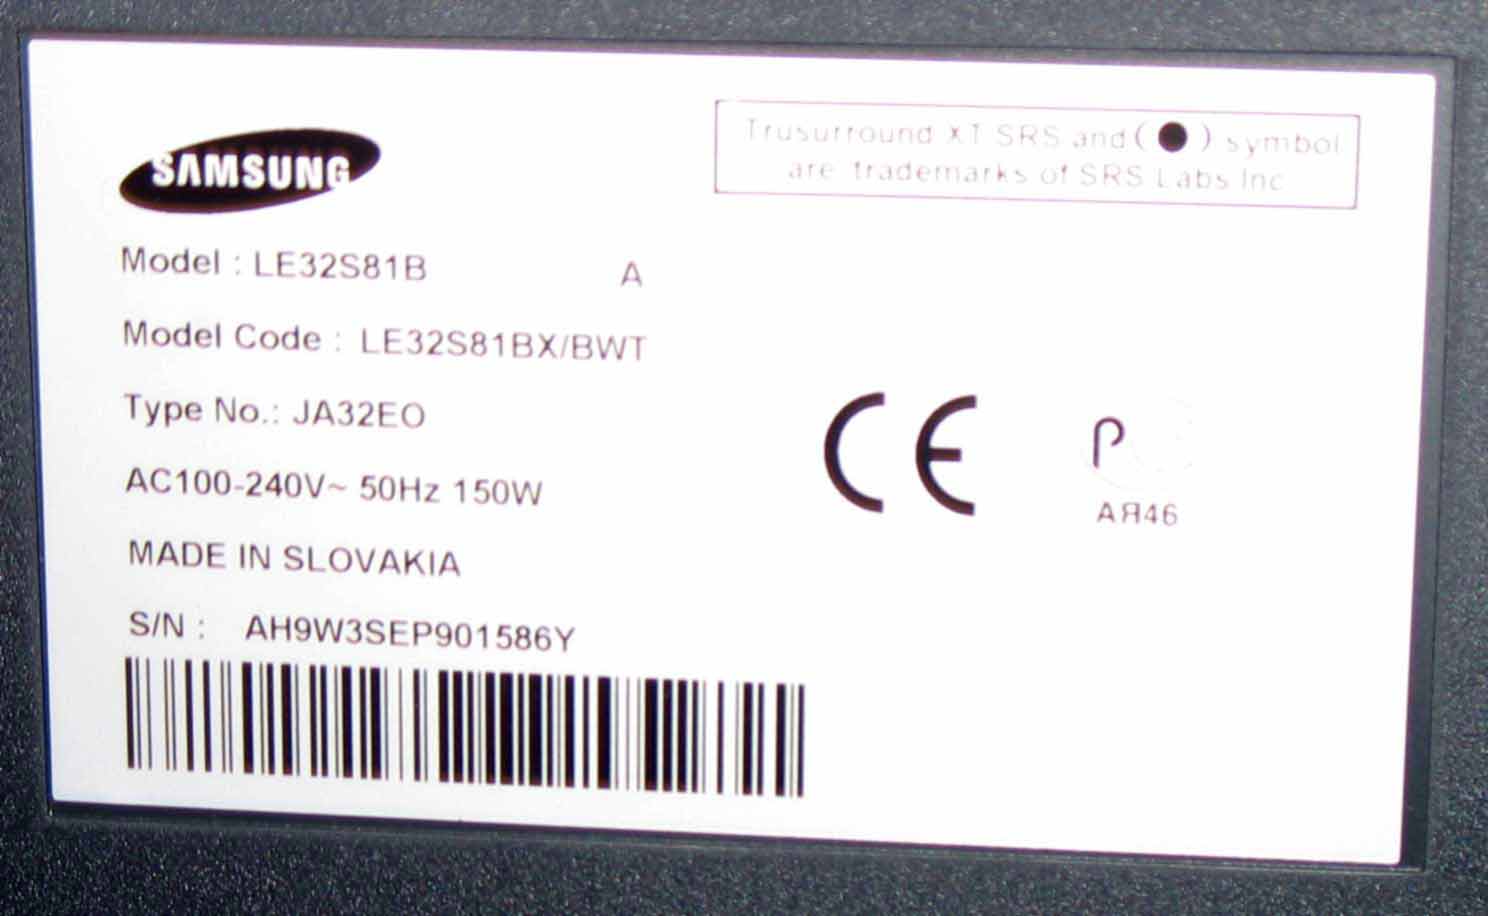 SAMSUNG
Trusurround XT SRS and (●) symbol
are trademarks of SRS Labs Inc
Model : LE32S81B A
Model Code : LE32S81BX/BWT
Type No.: JA32EO
AC100-240V~ 50Hz 150W
MADE IN SLOVAKIA
S/N : AH9W3SEP901586Y
CE
P
АЯ46